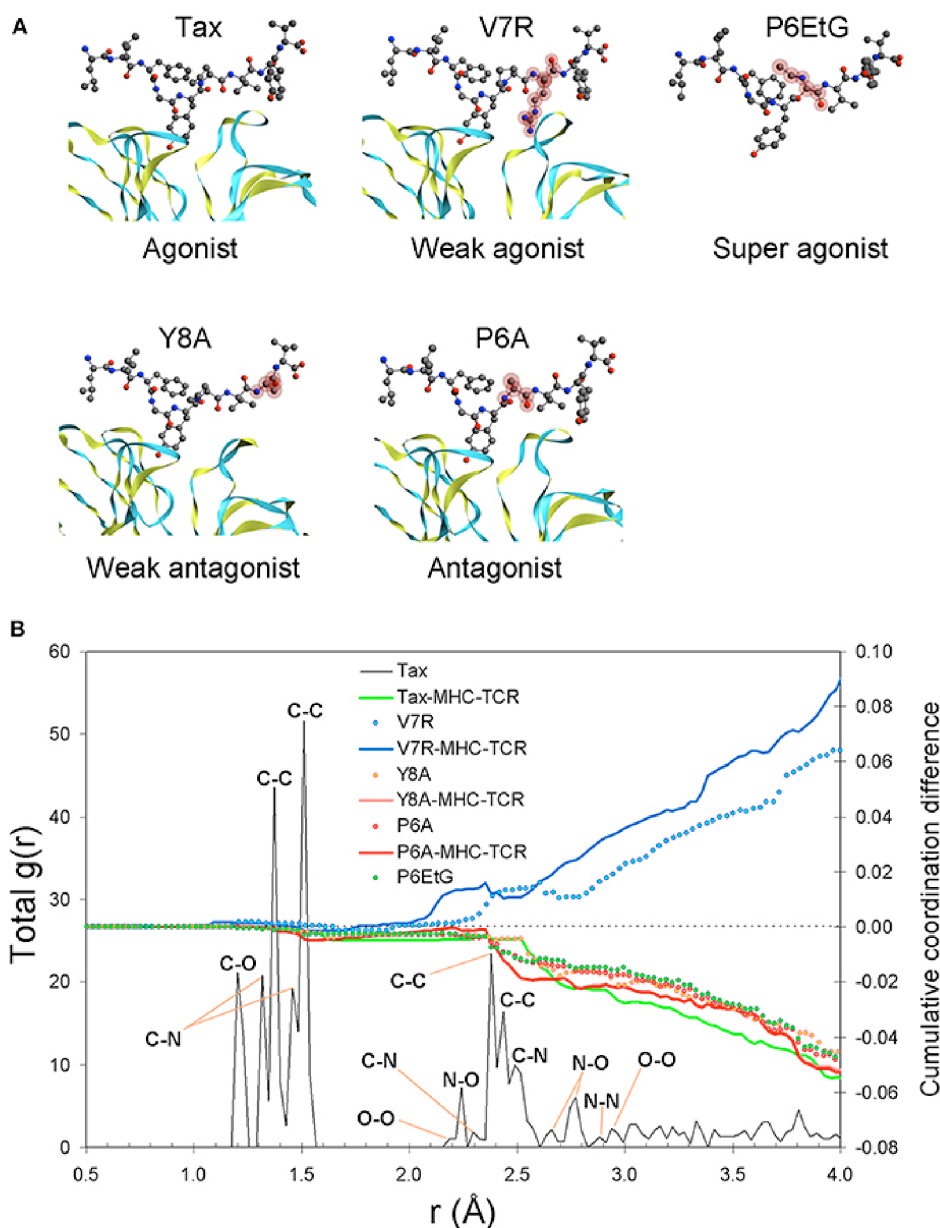 A
Tax
V7R
P6EtG
Agonist
Weak agonist
Super agonist
Y8A
P6A
Weak antagonist
Antagonist
B
60
50
40
30
20
10
0
Total g(r)
0.10
0.08
0.06
0.04
0.02
0.00
-0.02
-0.04
-0.06
-0.08
Cumulative coordination difference
Tax
Tax-MHC-TCR
V7R
V7R-MHC-TCR
Y8A
Y8A-MHC-TCR
P6A
P6A-MHC-TCR
P6EtG
C-C
C-C
C-O
C-N
C-C
C-C
C-N
C-N
N-O
O-O
N-O
O-O
N-N
0.5
1.0
1.5
2.0
2.5
3.0
3.5
4.0
r (Å)